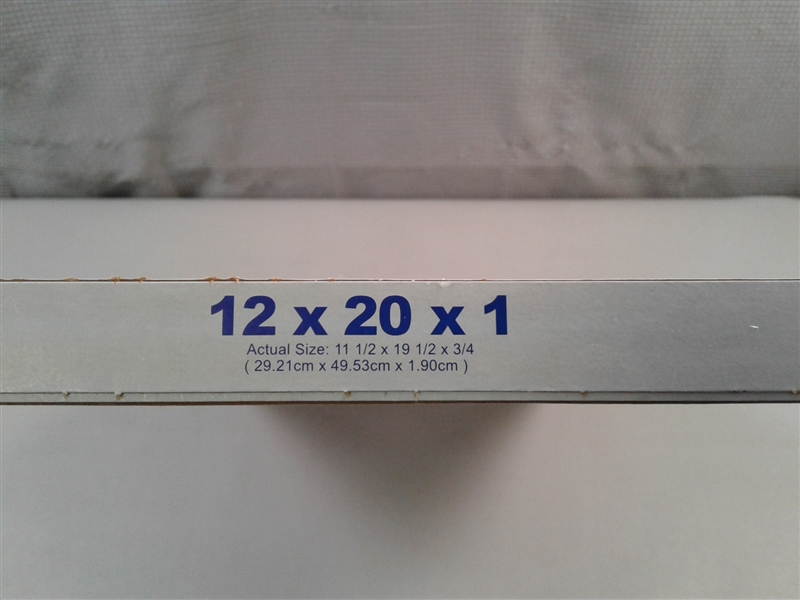 12 x 20 x 1
Actual Size: 11 1/2 x 19 1/2 x 3/4
( 29.21cm x 49.53cm x 1.90cm )